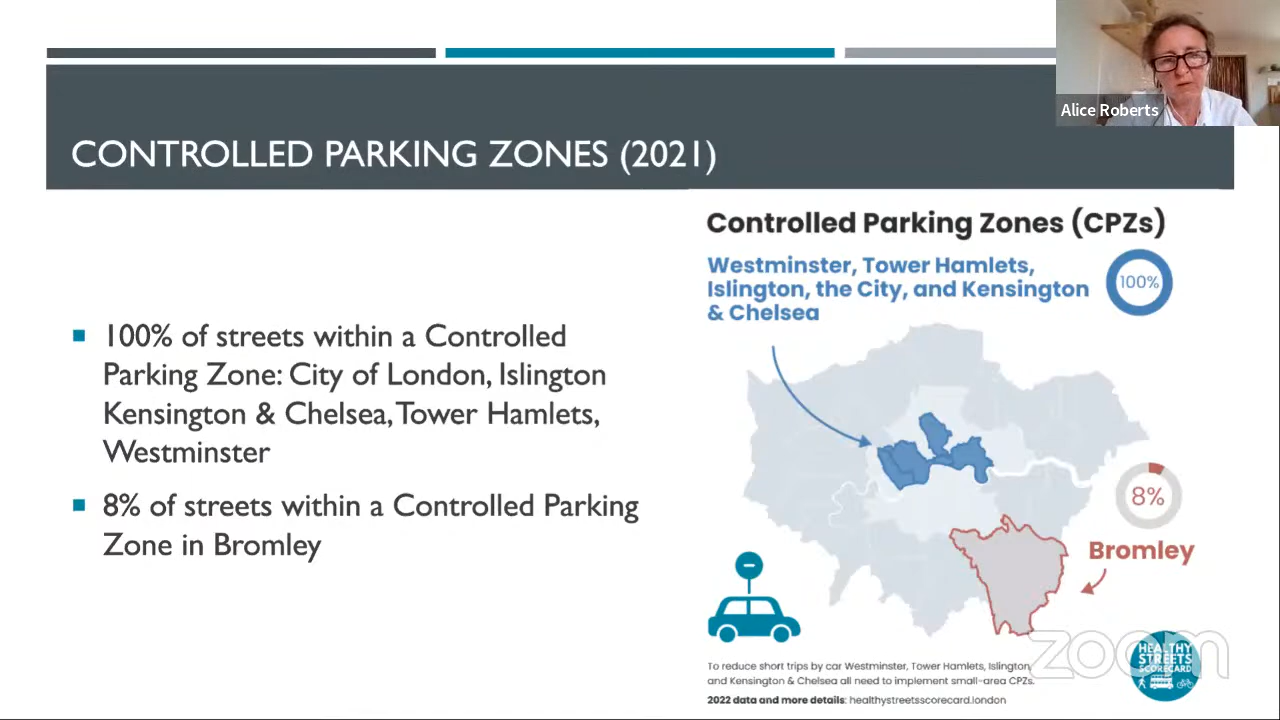 Alice Roberts
CONTROLLED PARKING ZONES (2021)
100% of streets within a Controlled
Parking Zone: City of London, Islington
Kensington & Chelsea, Tower Hamlets,
Westminster
8% of streets within a Controlled Parking
Zone in Bromley
Controlled Parking Zones (CPZs)
Westminster, Tower Hamlets,
Islington, the City, and Kensington
& Chelsea
100%
8%
Bromley
To reduce short trips by car Westminster, Tower Hamlets, Islington,
and Kensington & Chelsea all need to implement small-area CPZs.
2022 data and more details: healthystreetsscorecard.london
zoom
HEALTHY
STREETS
SCORECARD